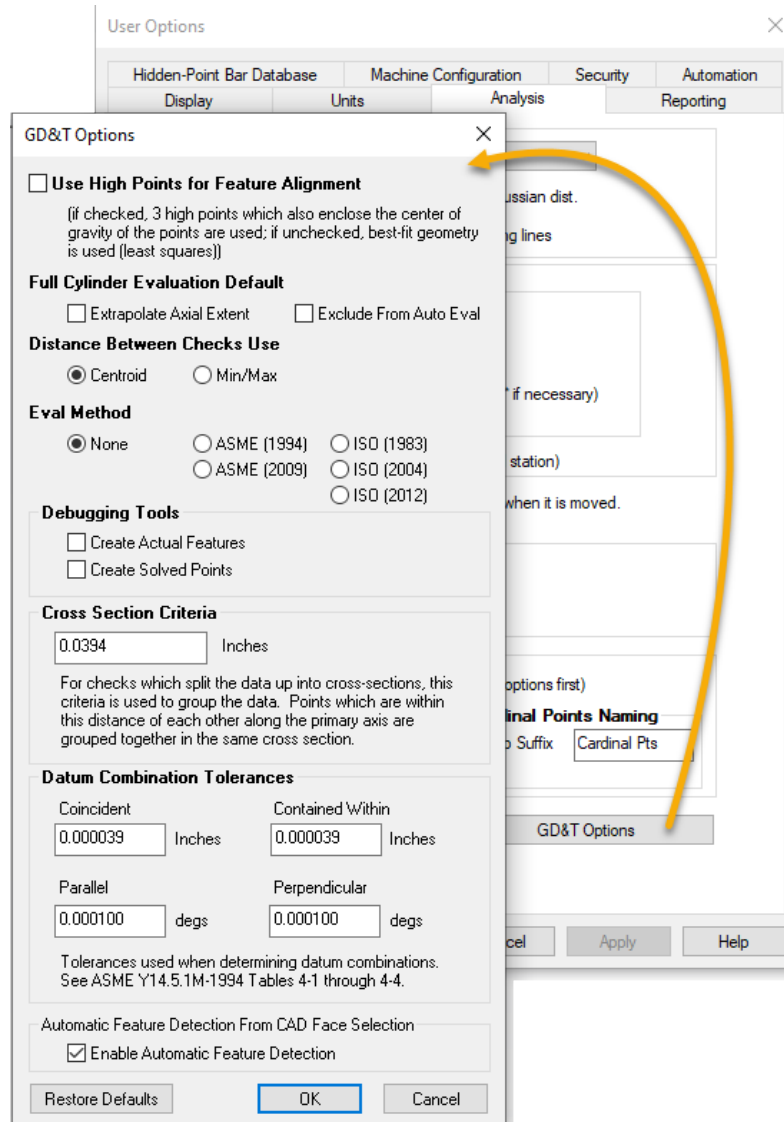 User Options
Hidden-Point Bar Database Machine Configuration Security Automation
Display Units Analysis Reporting
GD&T Options
Use High Points for Feature Alignment
(if checked, 3 high points which also enclose the center of
gravity of the points are used; if unchecked, best-fit geometry
is used (least squares))
Full Cylinder Evaluation Default
Extrapolate Axial Extent Exclude From Auto Eval
Distance Between Checks Use
Centroid Min/Max
Eval Method
None ASME (1994) ISO (1983)
ASME (2009) ISO (2004)
ISO (2012)
Debugging Tools
Create Actual Features
Create Solved Points
Cross Section Criteria
0.0394 Inches
For checks which split the data up into cross-sections, this
criteria is used to group the data. Points which are within
this distance of each other along the primary axis are
grouped together in the same cross section.
Datum Combination Tolerances
Coincident Contained Within
0.000039 Inches 0.000039 Inches
Parallel Perpendicular
0.000100 degs 0.000100 degs
Tolerances used when determining datum combinations.
See ASME Y14.5.1M-1994 Tables 4-1 through 4-4.
Automatic Feature Detection From CAD Face Selection
Enable Automatic Feature Detection
Restore Defaults OK Cancel
ussian dist.
ng lines
if necessary)
station)
when it is moved.
options first)
inal Points Naming
Suffix Cardinal Pts
GD&T Options
cel Apply Help